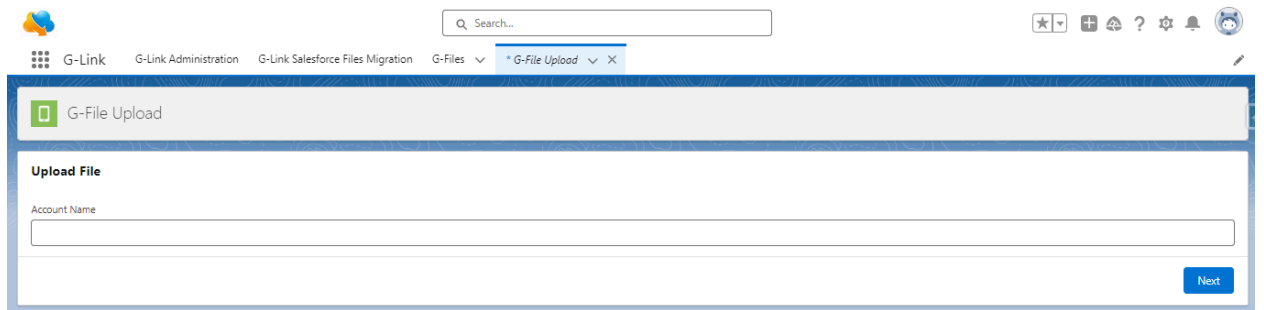 Search...
G-Link G-Link Administration G-Link Salesforce Files Migration G-Files * G-File Upload
G-File Upload
Upload File
Account Name
Next